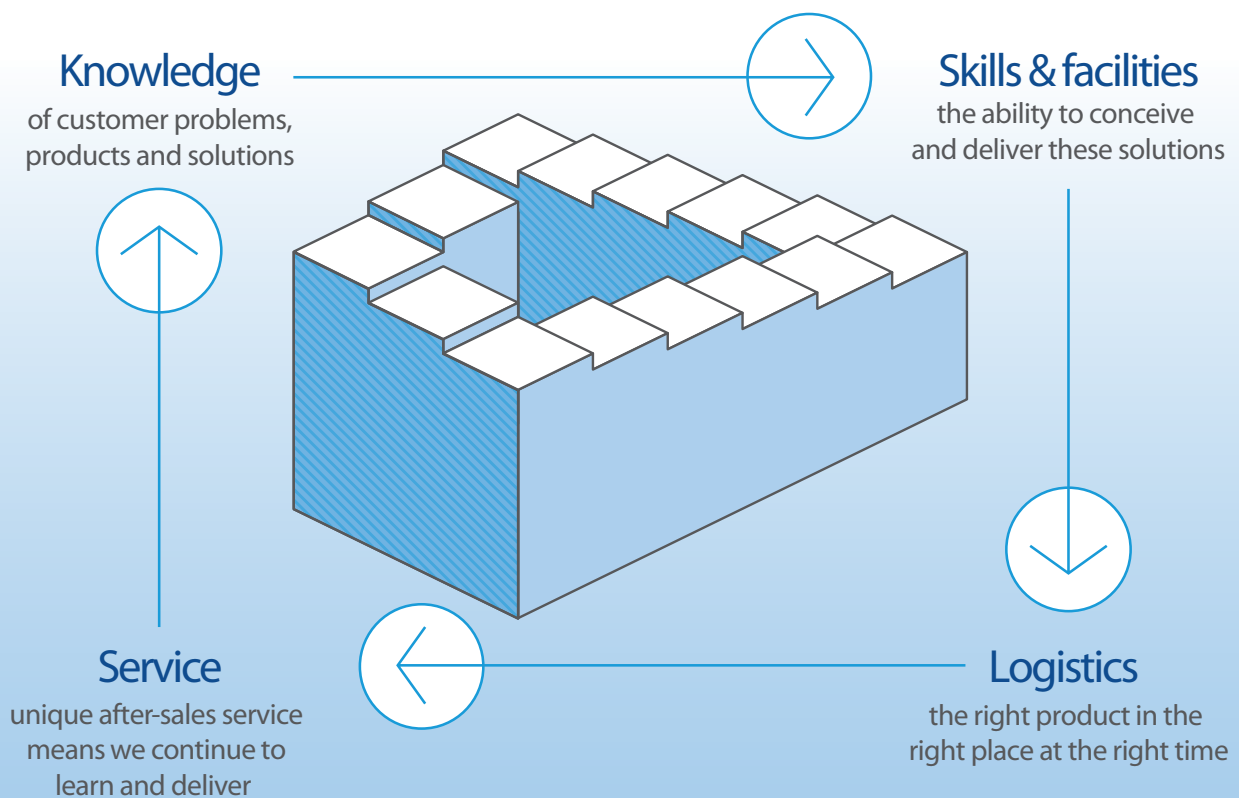 Knowledge
of customer problems,
products and solutions
Skills & facilities
the ability to conceive
and deliver these solutions
Service
unique after-sales service
means we continue to
learn and deliver
Logistics
the right product in the
right place at the right time